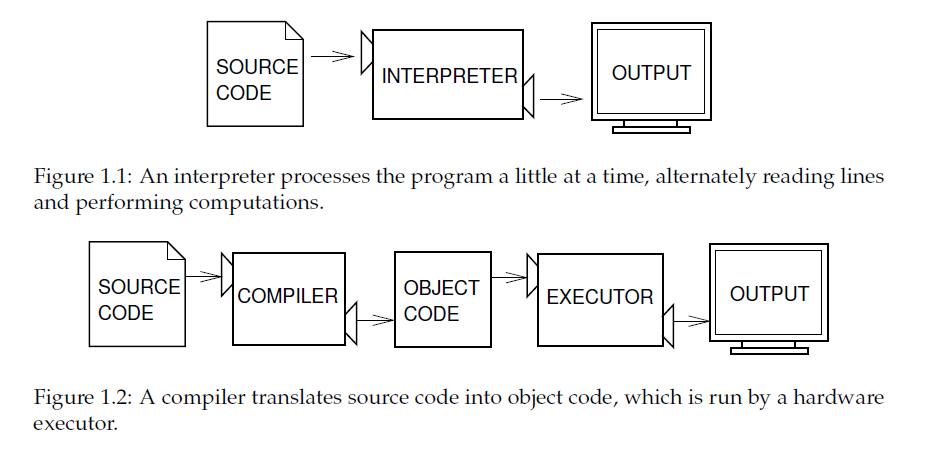 SOURCE
CODE
INTERPRETER
OUTPUT
Figure 1.1: An interpreter processes the program a little at a time, alternately reading lines
and performing computations.
SOURCE
CODE
COMPILER
OBJECT
CODE
EXECUTOR
OUTPUT
Figure 1.2: A compiler translates source code into object code, which is run by a hardware
executor.